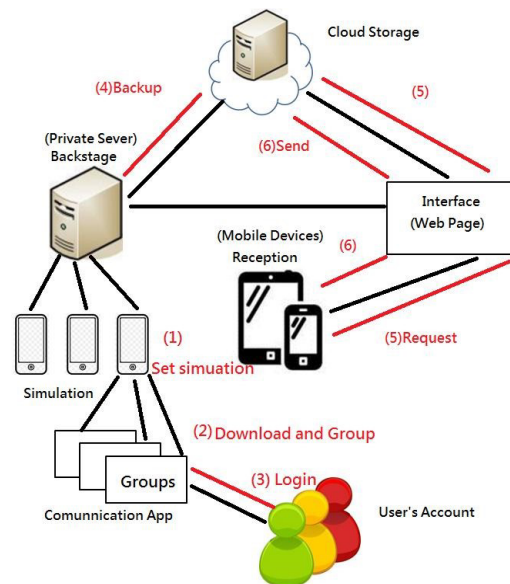 Cloud Storage
(4)Backup
(5)
(Private Sever)
Backstage
(6)Send
Interface
(Web Page)
(Mobile Devices)
Reception
(6)
(1)
(5)Request
Set simuation
Simulation
(2) Download and Group
(3) Login
Groups
Comunnication App
User's Account